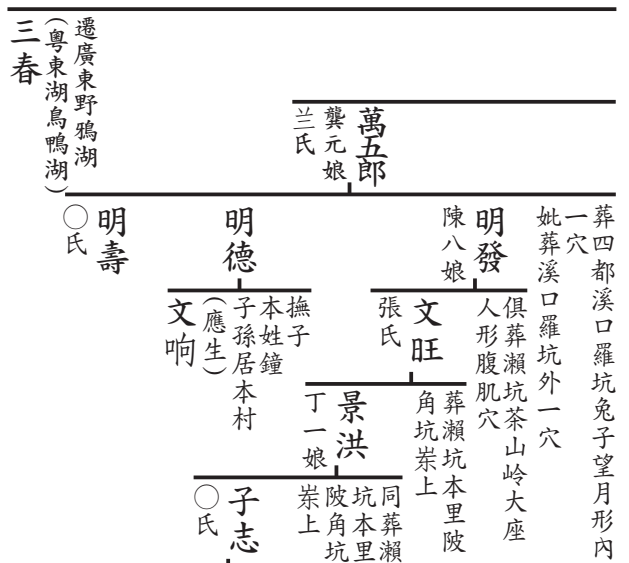 萬五郎
龔元娘
兰氏
葬四都溪口羅坑兔子望月形內
一穴
妣葬溪口羅坑外一穴
明發
陳八娘
俱葬瀨坑茶山岭大座
人形腹肌穴
文旺
張氏
葬瀨坑本里陂
角坑岽上
景洪
丁一娘
同葬瀨
坑本里
陂角坑
岽上
子志
○氏
明德
撫子
本姓鐘
子孫居本村
(應生)
文响
明壽
○氏
三春
遷廣東野鴉湖
(粵東湖鳥鴨湖)